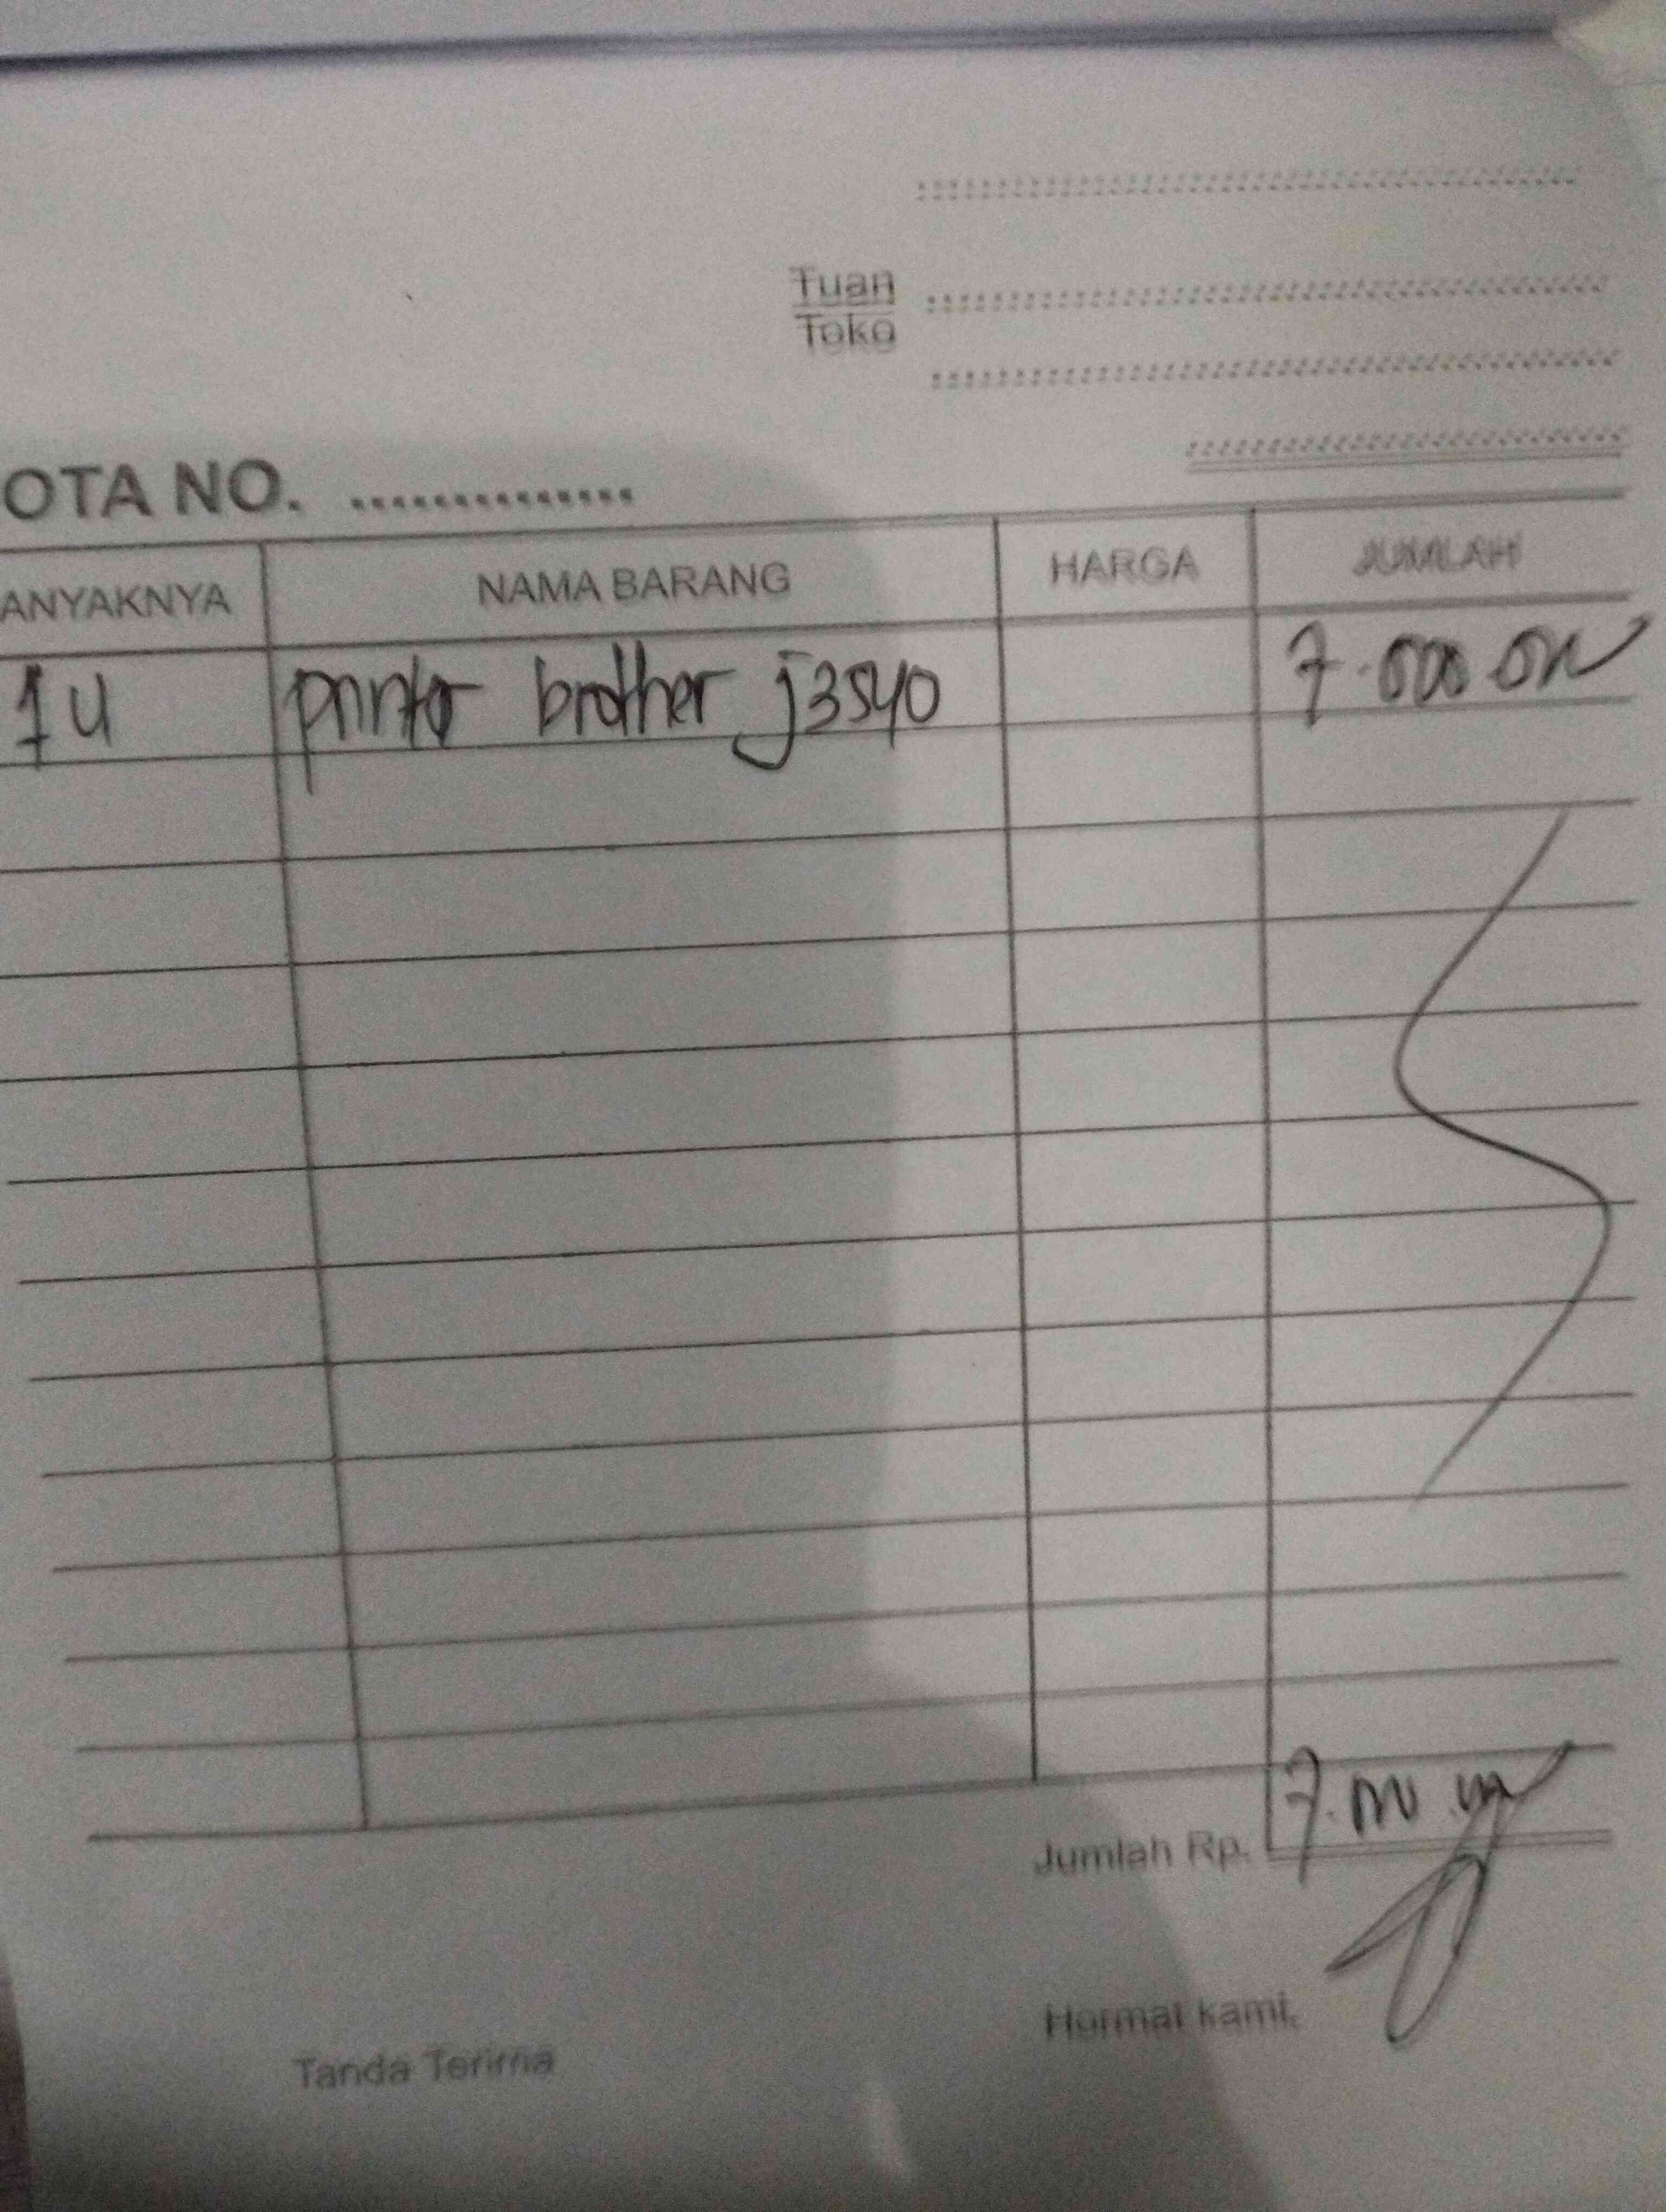 Tuan
Toko
OTA NO. ..............
ANYAKNYA NAMA BARANG HARGA JUMLAH
1 u printer brother j3540 7.000.000
Jumlah Rp. 7.000.000
Tanda Terima Hormat kami,